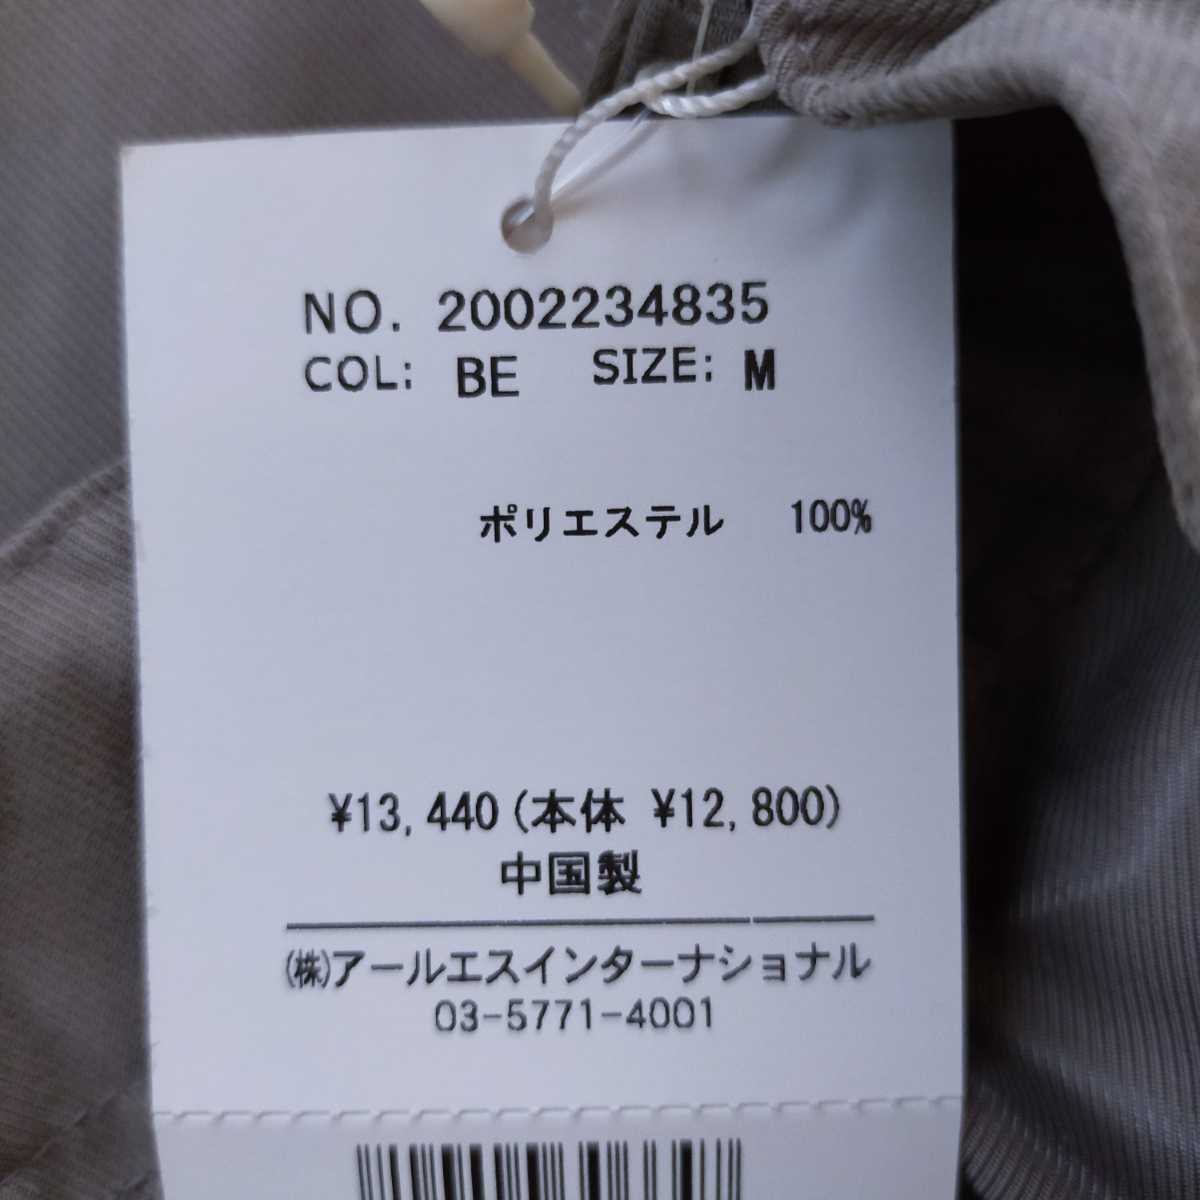 NO. 2002234835
COL: BE SIZE: M
ポリエステル 100%
¥13,440(本体 ¥12,800)
中国製
(株)アールエスインターナショナル
03-5771-4001